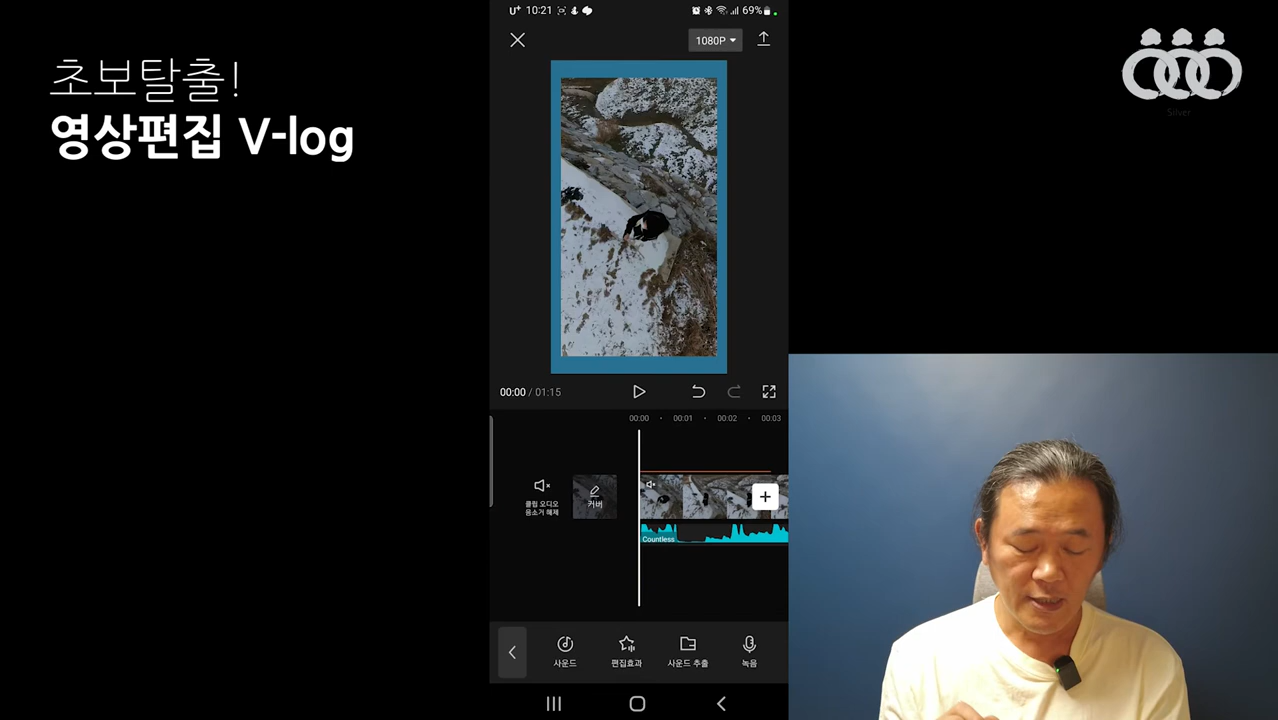 초보탈출!
영상편집 V-log
U+ 10:21
69%
1080P
Silver
00:00 / 01:15
00:00 00:01 00:02 00:03
클립 오디오
음소거 해제
커버
Countless
사운드
편집효과
사운드 추출
녹음